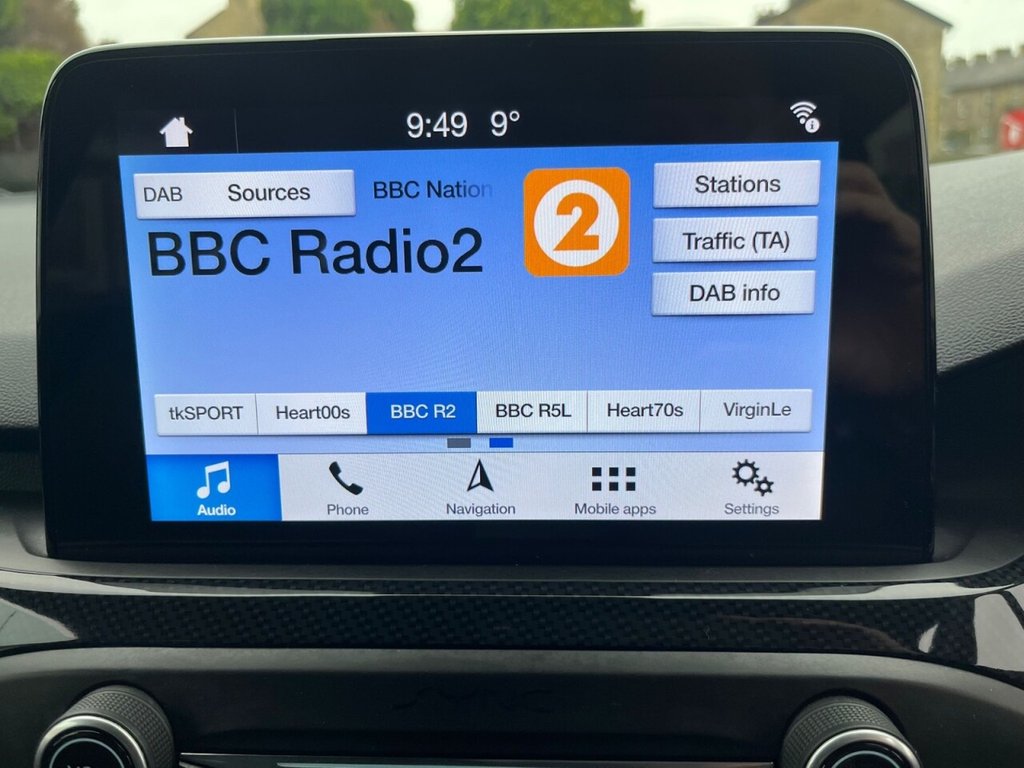 9:49 9°
DAB Sources BBC Nation Stations
BBC Radio2 2 Traffic (TA)
DAB info
tkSPORT Heart00s BBC R2 BBC R5L Heart70s VirginLe
Audio Phone Navigation Mobile apps Settings